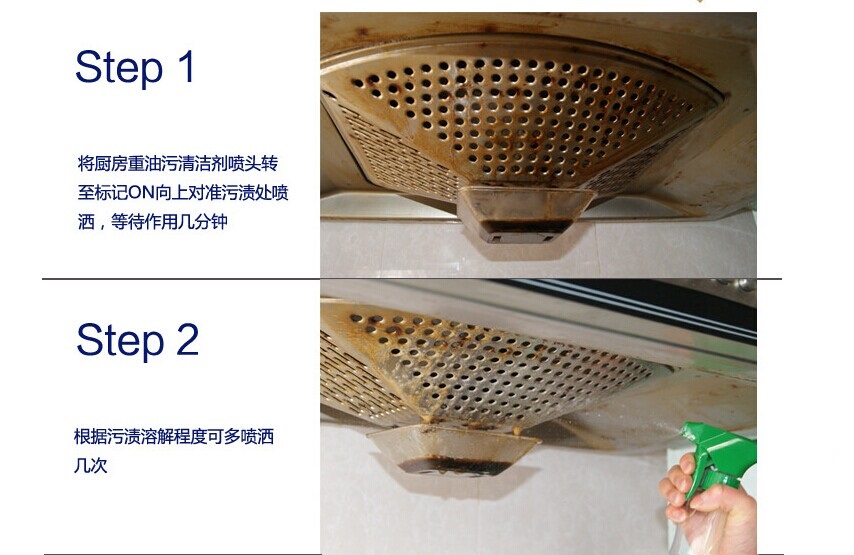 Step 1
将厨房重油污清洁剂喷头转
至标记ON向上对准污渍处喷
洒，等待作用几分钟
Step 2
根据污渍溶解程度可多喷洒
几次